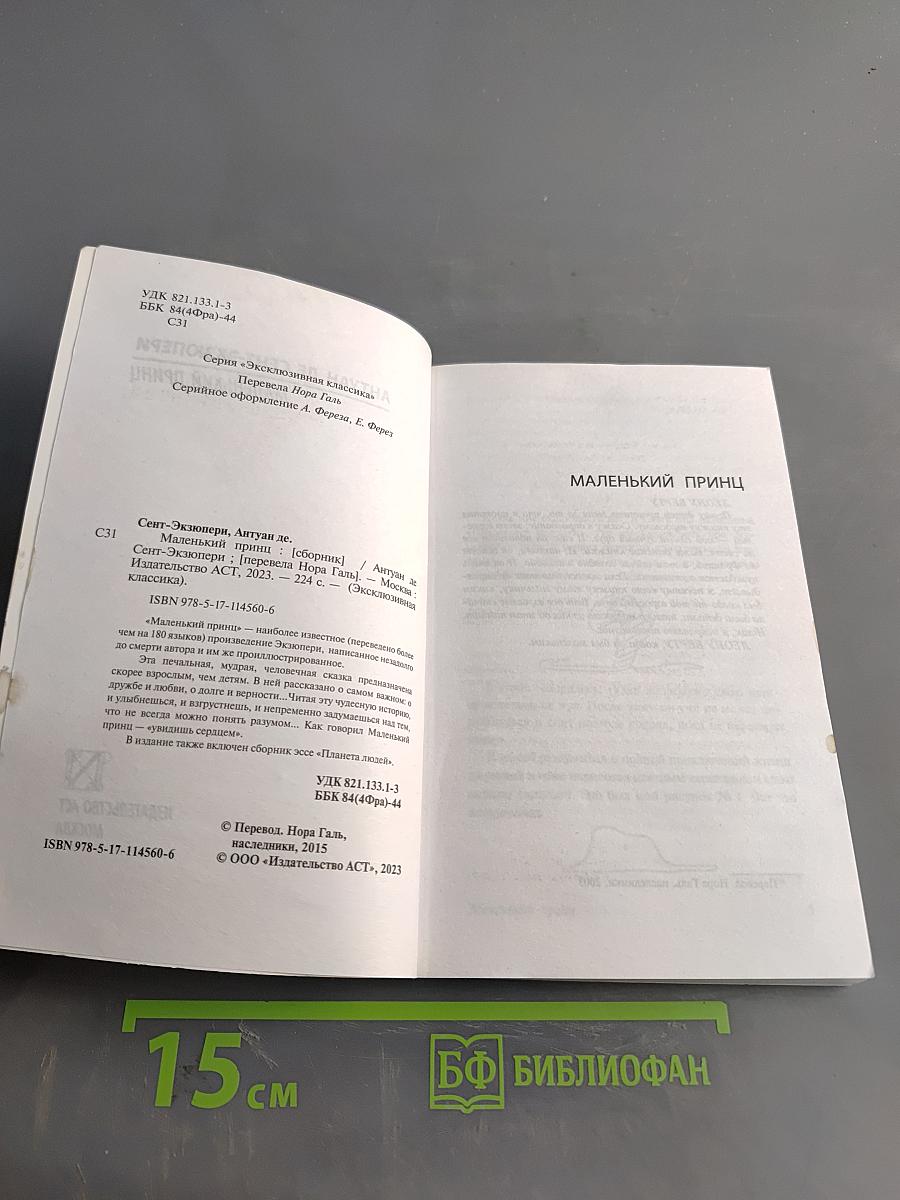 УДК 821.133.1-3
ББК 84(4Фра)-44
С31
Серия «Эксклюзивная классика»
Перевела Нора Галь
Серийное оформление А. Фереза, Е. Ферез
Сент-Экзюпери, Антуан де.
С31 Маленький принц : [сборник] / Антуан де
Сент-Экзюпери ; [перевела Нора Галь]. — Москва :
Издательство АСТ, 2023. — 224 с. — (Эксклюзивная
классика).
ISBN 978-5-17-114560-6
«Маленький принц» — наиболее известное (переведено более
чем на 180 языков) произведение Экзюпери, написанное незадолго
до смерти автора и им же проиллюстрированное.
Эта печальная, мудрая, человечная сказка предназначена
скорее взрослым, чем детям. В ней рассказано о самом важном: о
дружбе и любви, о долге и верности...Читая эту чудесную историю,
и улыбнешься, и взгрустнешь, и непременно задумаешься над тем,
что не всегда можно понять разумом... Как говорил Маленький
принц — «увидишь сердцем».
В издание также включен сборник эссе «Планета людей».
УДК 821.133.1-3
ББК 84(4Фра)-44
© Перевод. Нора Галь,
наследники, 2015
ISBN 978-5-17-114560-6 © ООО «Издательство АСТ», 2023
МАЛЕНЬКИЙ ПРИНЦ
15 см
БФ БИБЛИОФАН